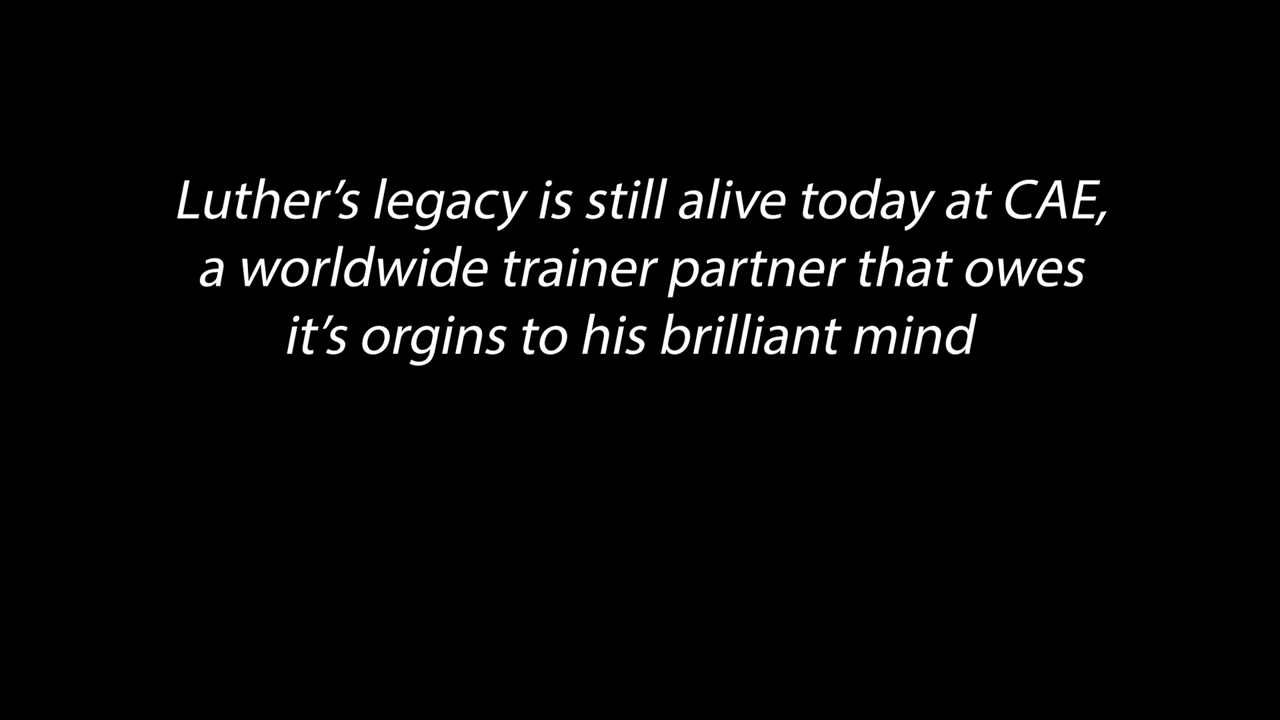 Luther’s legacy is still alive today at CAE,
a worldwide trainer partner that owes
it’s orgins to his brilliant mind